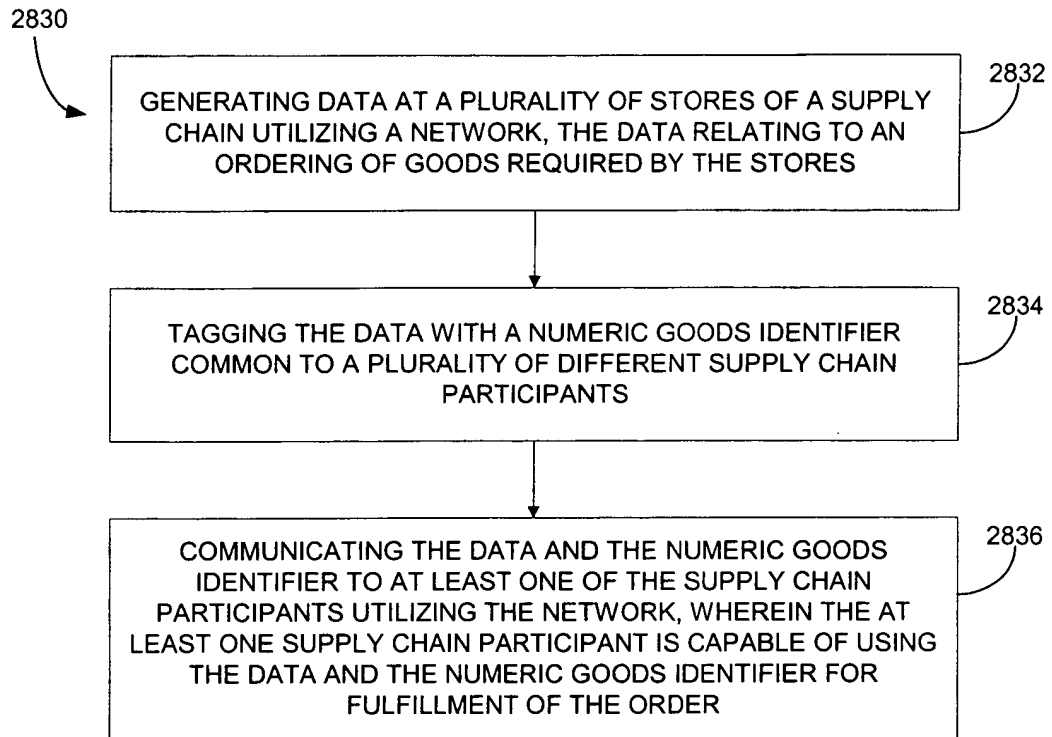 2830
2832
GENERATING DATA AT A PLURALITY OF STORES OF A SUPPLY
CHAIN UTILIZING A NETWORK, THE DATA RELATING TO AN
ORDERING OF GOODS REQUIRED BY THE STORES
2834
TAGGING THE DATA WITH A NUMERIC GOODS IDENTIFIER
COMMON TO A PLURALITY OF DIFFERENT SUPPLY CHAIN
PARTICIPANTS
2836
COMMUNICATING THE DATA AND THE NUMERIC GOODS
IDENTIFIER TO AT LEAST ONE OF THE SUPPLY CHAIN
PARTICIPANTS UTILIZING THE NETWORK, WHEREIN THE AT
LEAST ONE SUPPLY CHAIN PARTICIPANT IS CAPABLE OF USING
THE DATA AND THE NUMERIC GOODS IDENTIFIER FOR
FULFILLMENT OF THE ORDER